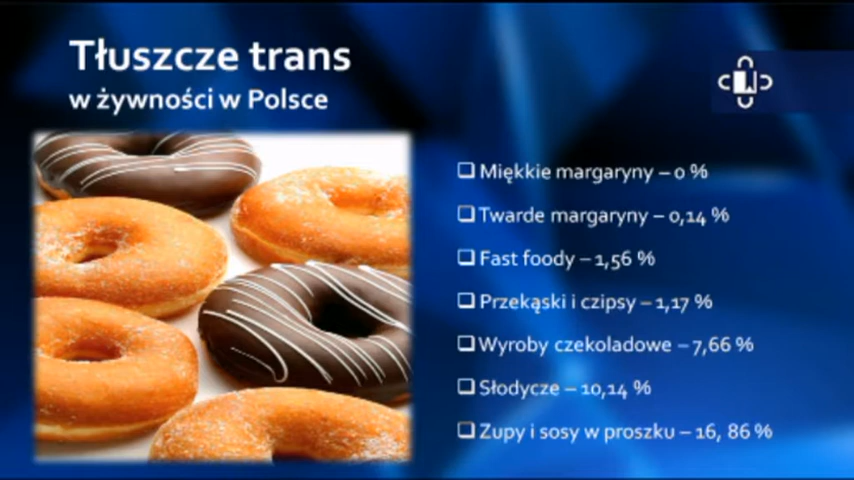 Tłuszcze trans
w żywności w Polsce
Miękkie margaryny – 0 %
Twarde margaryny – 0,14 %
Fast foody – 1,56 %
Przekąski i czipsy – 1,17 %
Wyroby czekoladowe – 7,66 %
Słodycze – 10,14 %
Zupy i sosy w proszku – 16, 86 %